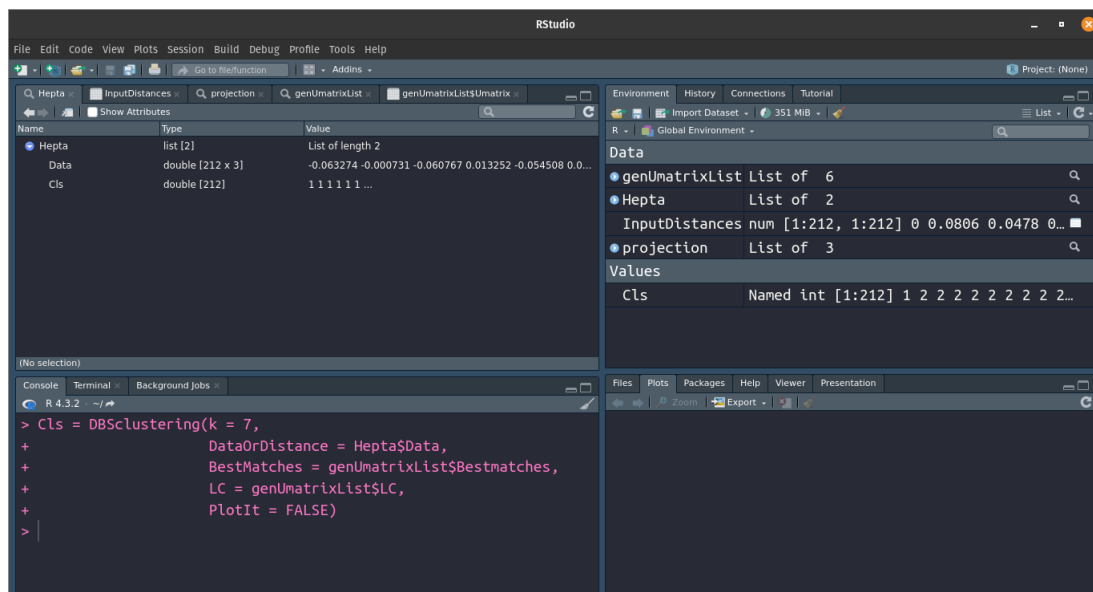 RStudio
File Edit Code View Plots Session Build Debug Profile Tools Help
Go to file/function Addins Project: (None)
Hepta InputDistances projection genUmatrixList genUmatrixList$Umatrix
Show Attributes
Name Type Value
Hepta list [2] List of length 2
Data double [212 x 3] -0.063274 -0.000731 -0.060767 0.013252 -0.054508 0.0...
Cls double [212] 1 1 1 1 1 1 ...
(No selection)
Environment History Connections Tutorial
Import Dataset 351 MiB List
R Global Environment
Data
genUmatrixList List of 6
Hepta List of 2
InputDistances num [1:212, 1:212] 0 0.0806 0.0478 0…
projection List of 3
Values
Cls Named int [1:212] 1 2 2 2 2 2 2 2 2 2…
Console Terminal Background Jobs
R 4.3.2 · ~/
> Cls = DBSclustering(k = 7,
+ DataOrDistance = Hepta$Data,
+ BestMatches = genUmatrixList$Bestmatches,
+ LC = genUmatrixList$LC,
+ PlotIt = FALSE)
>
Files Plots Packages Help Viewer Presentation
Zoom Export